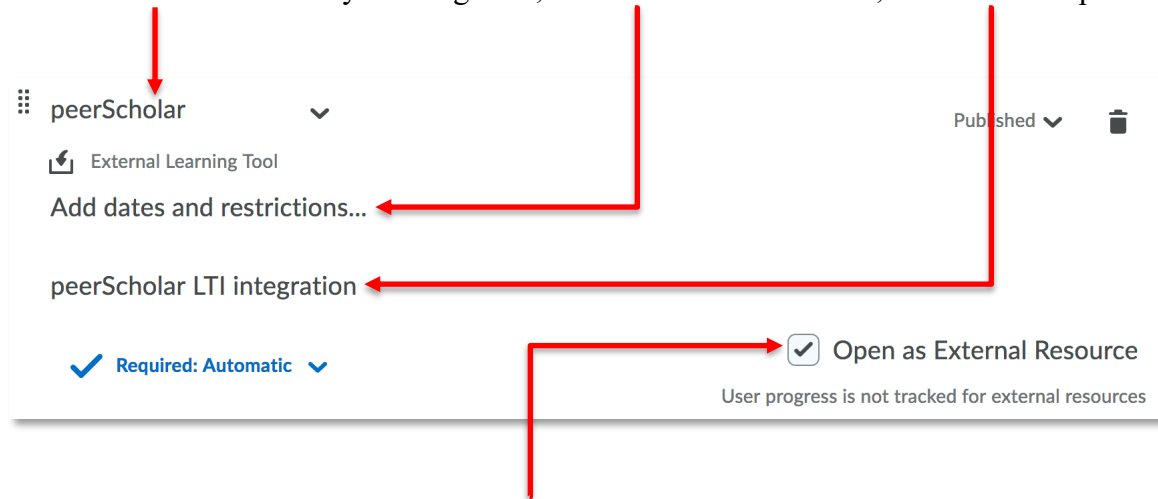 peerScholar
Published
External Learning Tool
Add dates and restrictions...
peerScholar LTI integration
Required: Automatic
Open as External Resource
User progress is not tracked for external resources